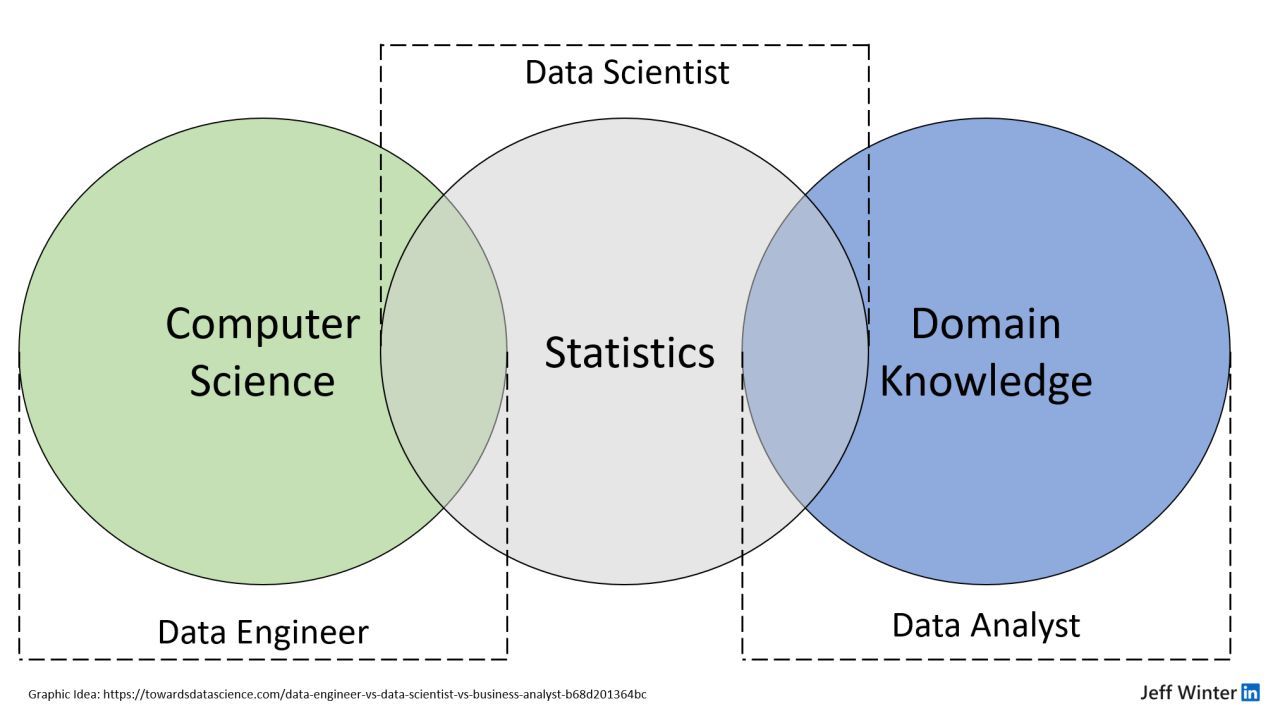 Data Scientist
Computer
Science
Statistics
Domain
Knowledge
Data Engineer
Data Analyst
Graphic Idea: https://towardsdatascience.com/data-engineer-vs-data-scientist-vs-business-analyst-b68d201364bc
Jeff Winter in